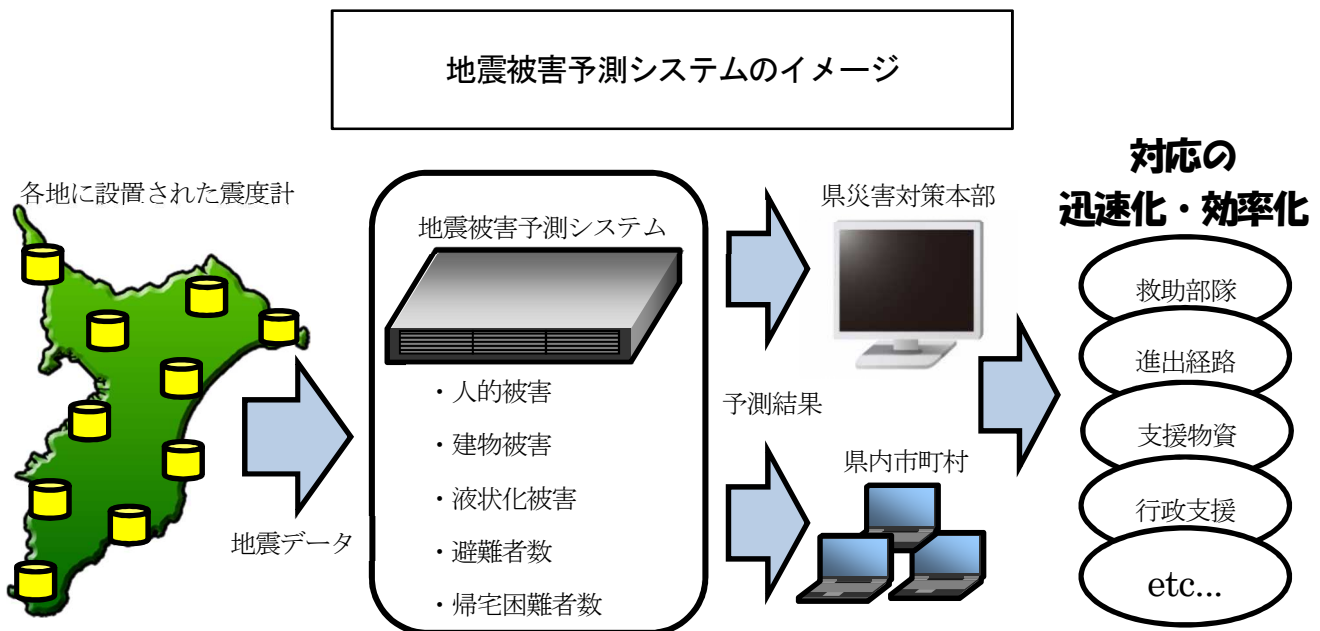 地震被害予測システムのイメージ
各地に設置された震度計
地震データ
地震被害予測システム
・人的被害
・建物被害
・液状化被害
・避難者数
・帰宅困難者数
予測結果
県災害対策本部
県内市町村
対応の
迅速化・効率化
救助部隊
進出経路
支援物資
行政支援
etc...